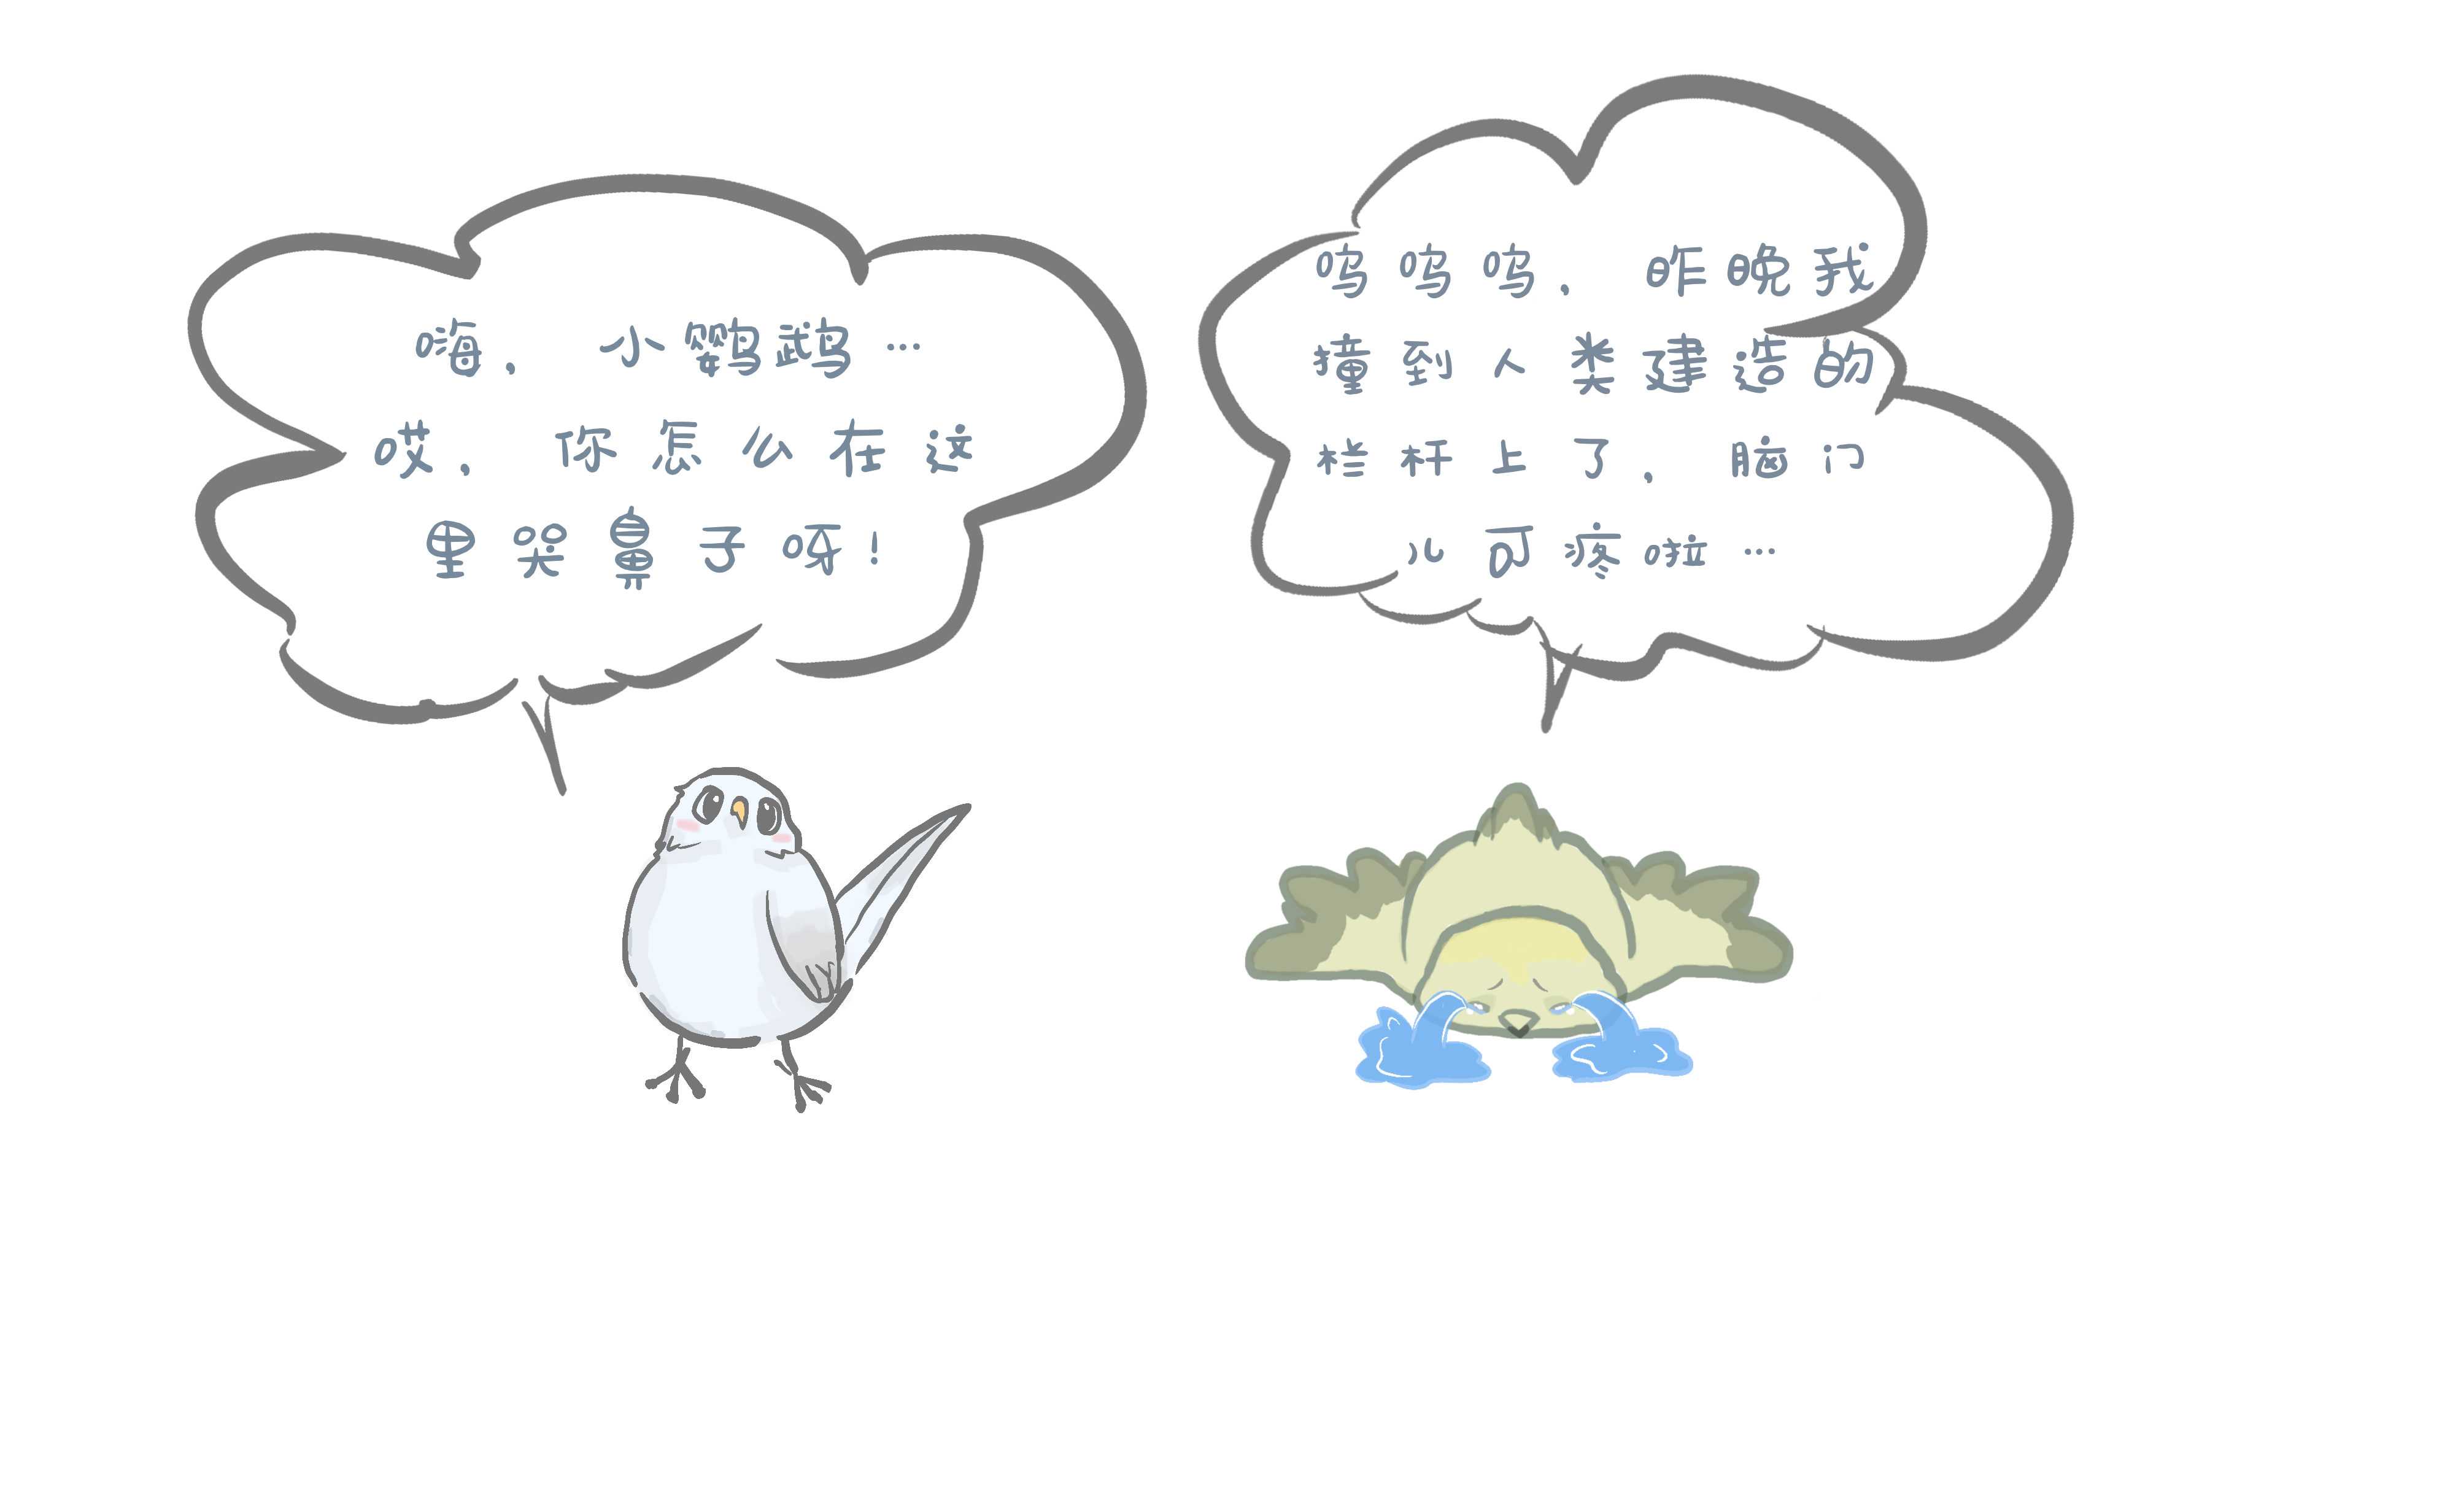 嗨，小鹦鹉…
哎，你怎么在这
里哭鼻子呀！
呜呜呜，昨晚我
撞到人类建造的
栏杆上了，脑门
儿可疼啦…